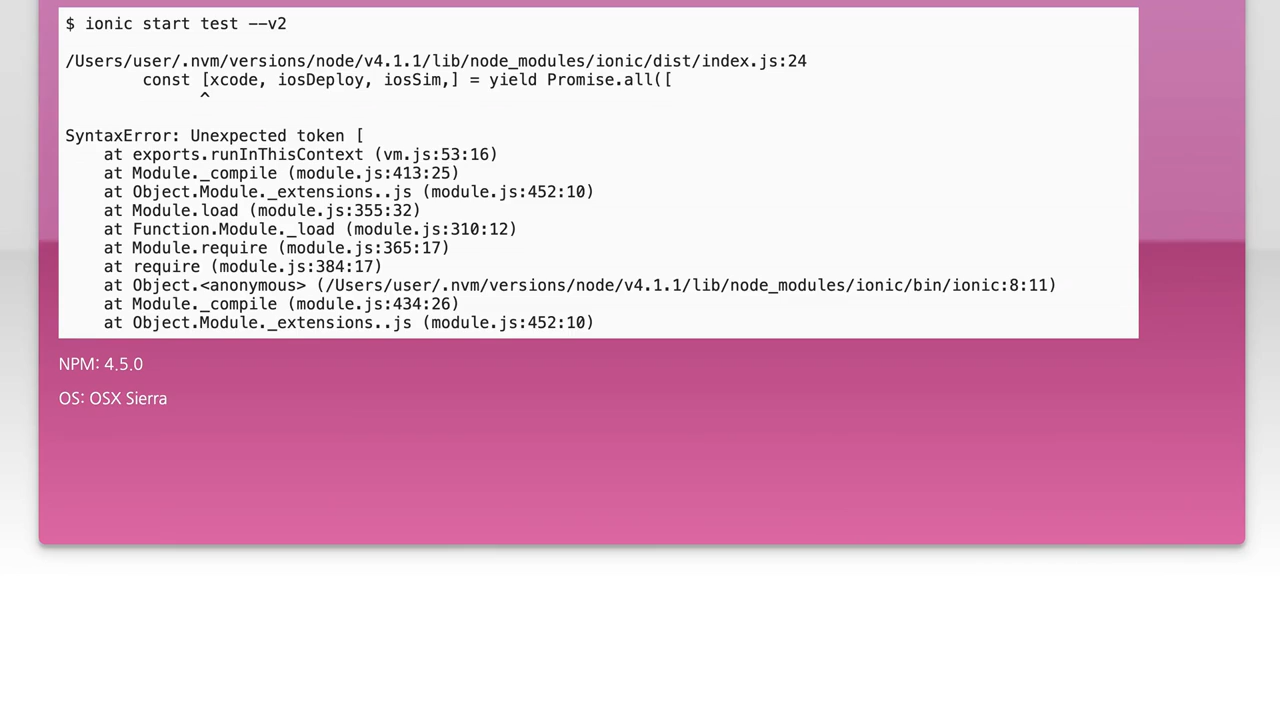 $ ionic start test --v2
/Users/user/.nvm/versions/node/v4.1.1/lib/node_modules/ionic/dist/index.js:24
        const [xcode, iosDeploy, iosSim,] = yield Promise.all([
              ^
SyntaxError: Unexpected token [
    at exports.runInThisContext (vm.js:53:16)
    at Module._compile (module.js:413:25)
    at Object.Module._extensions..js (module.js:452:10)
    at Module.load (module.js:355:32)
    at Function.Module._load (module.js:310:12)
    at Module.require (module.js:365:17)
    at require (module.js:384:17)
    at Object.<anonymous> (/Users/user/.nvm/versions/node/v4.1.1/lib/node_modules/ionic/bin/ionic:8:11)
    at Module._compile (module.js:434:26)
    at Object.Module._extensions..js (module.js:452:10)
NPM: 4.5.0
OS: OSX Sierra